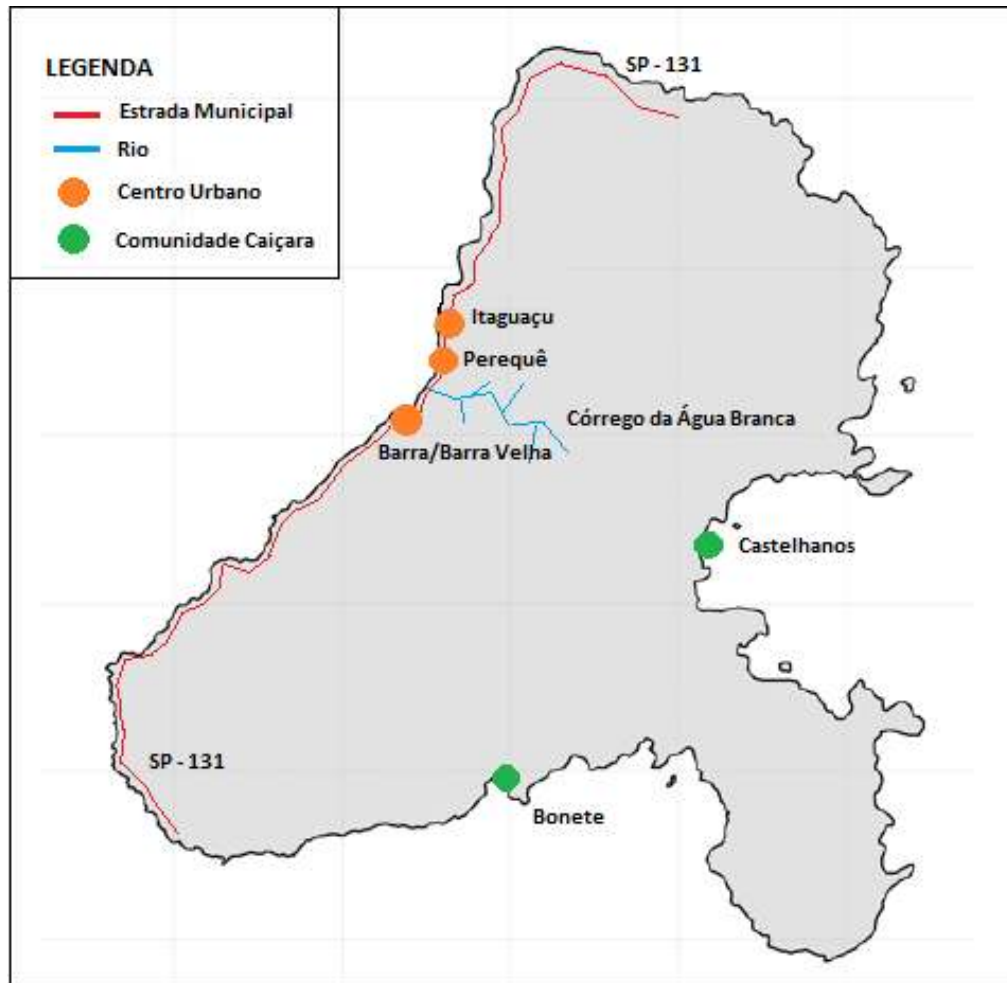 LEGENDA
Estrada Municipal
Rio
Centro Urbano
Comunidade Caiçara
SP - 131
Itaguaçu
Perequê
Córrego da Água Branca
Barra/Barra Velha
Castelhanos
SP - 131
Bonete